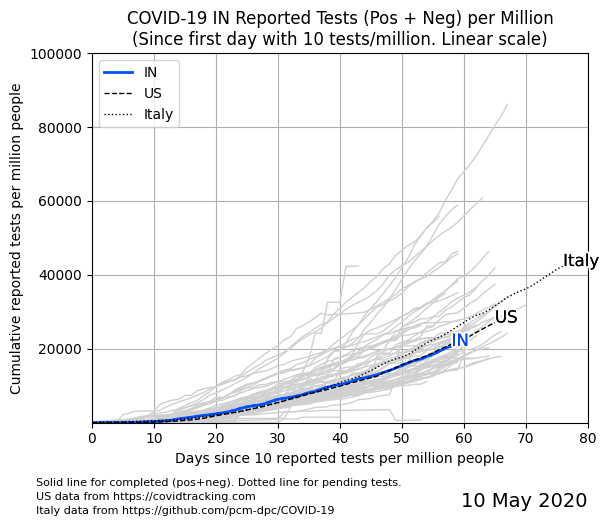 COVID-19 IN Reported Tests (Pos + Neg) per Million
(Since first day with 10 tests/million. Linear scale)
Cumulative reported tests per million people
100000
80000
60000
40000
20000
IN
US
Italy
Italy
US
IN
0 10 20 30 40 50 60 70 80
Days since 10 reported tests per million people
Solid line for completed (pos+neg). Dotted line for pending tests.
US data from https://covidtracking.com
Italy data from https://github.com/pcm-dpc/COVID-19
10 May 2020